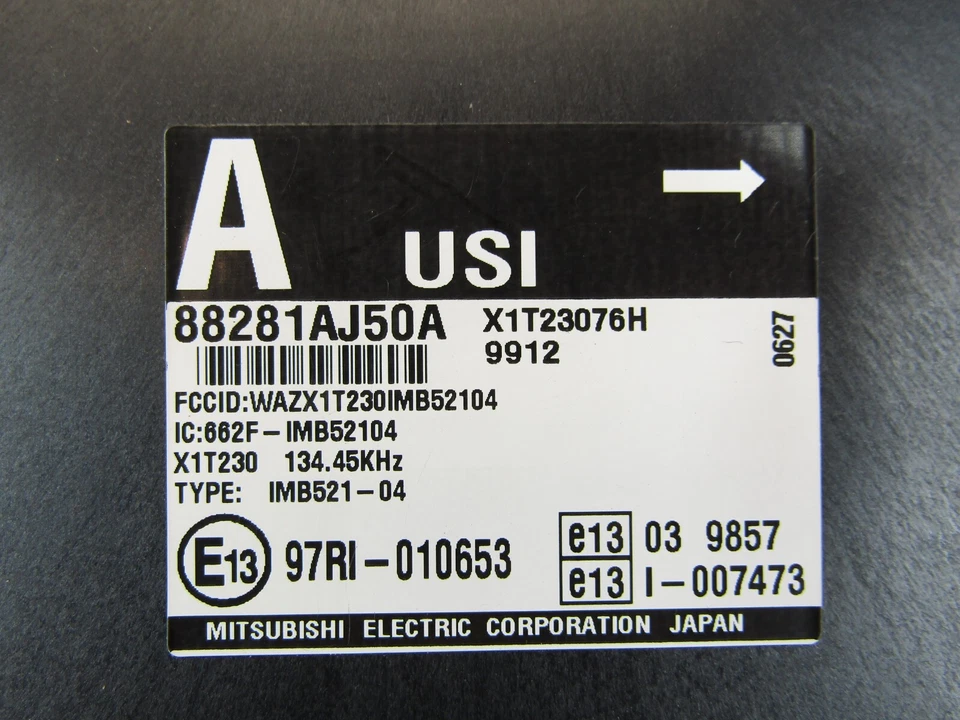 A USI
88281AJ50A X1T23076H
9912
0627
FCCID:WAZX1T230IMB52104
IC:662F-IMB52104
X1T230 134.45KHz
TYPE: IMB521-04
E13 97RI-010653
e13 03 9857
e13 I-007473
MITSUBISHI ELECTRIC CORPORATION JAPAN